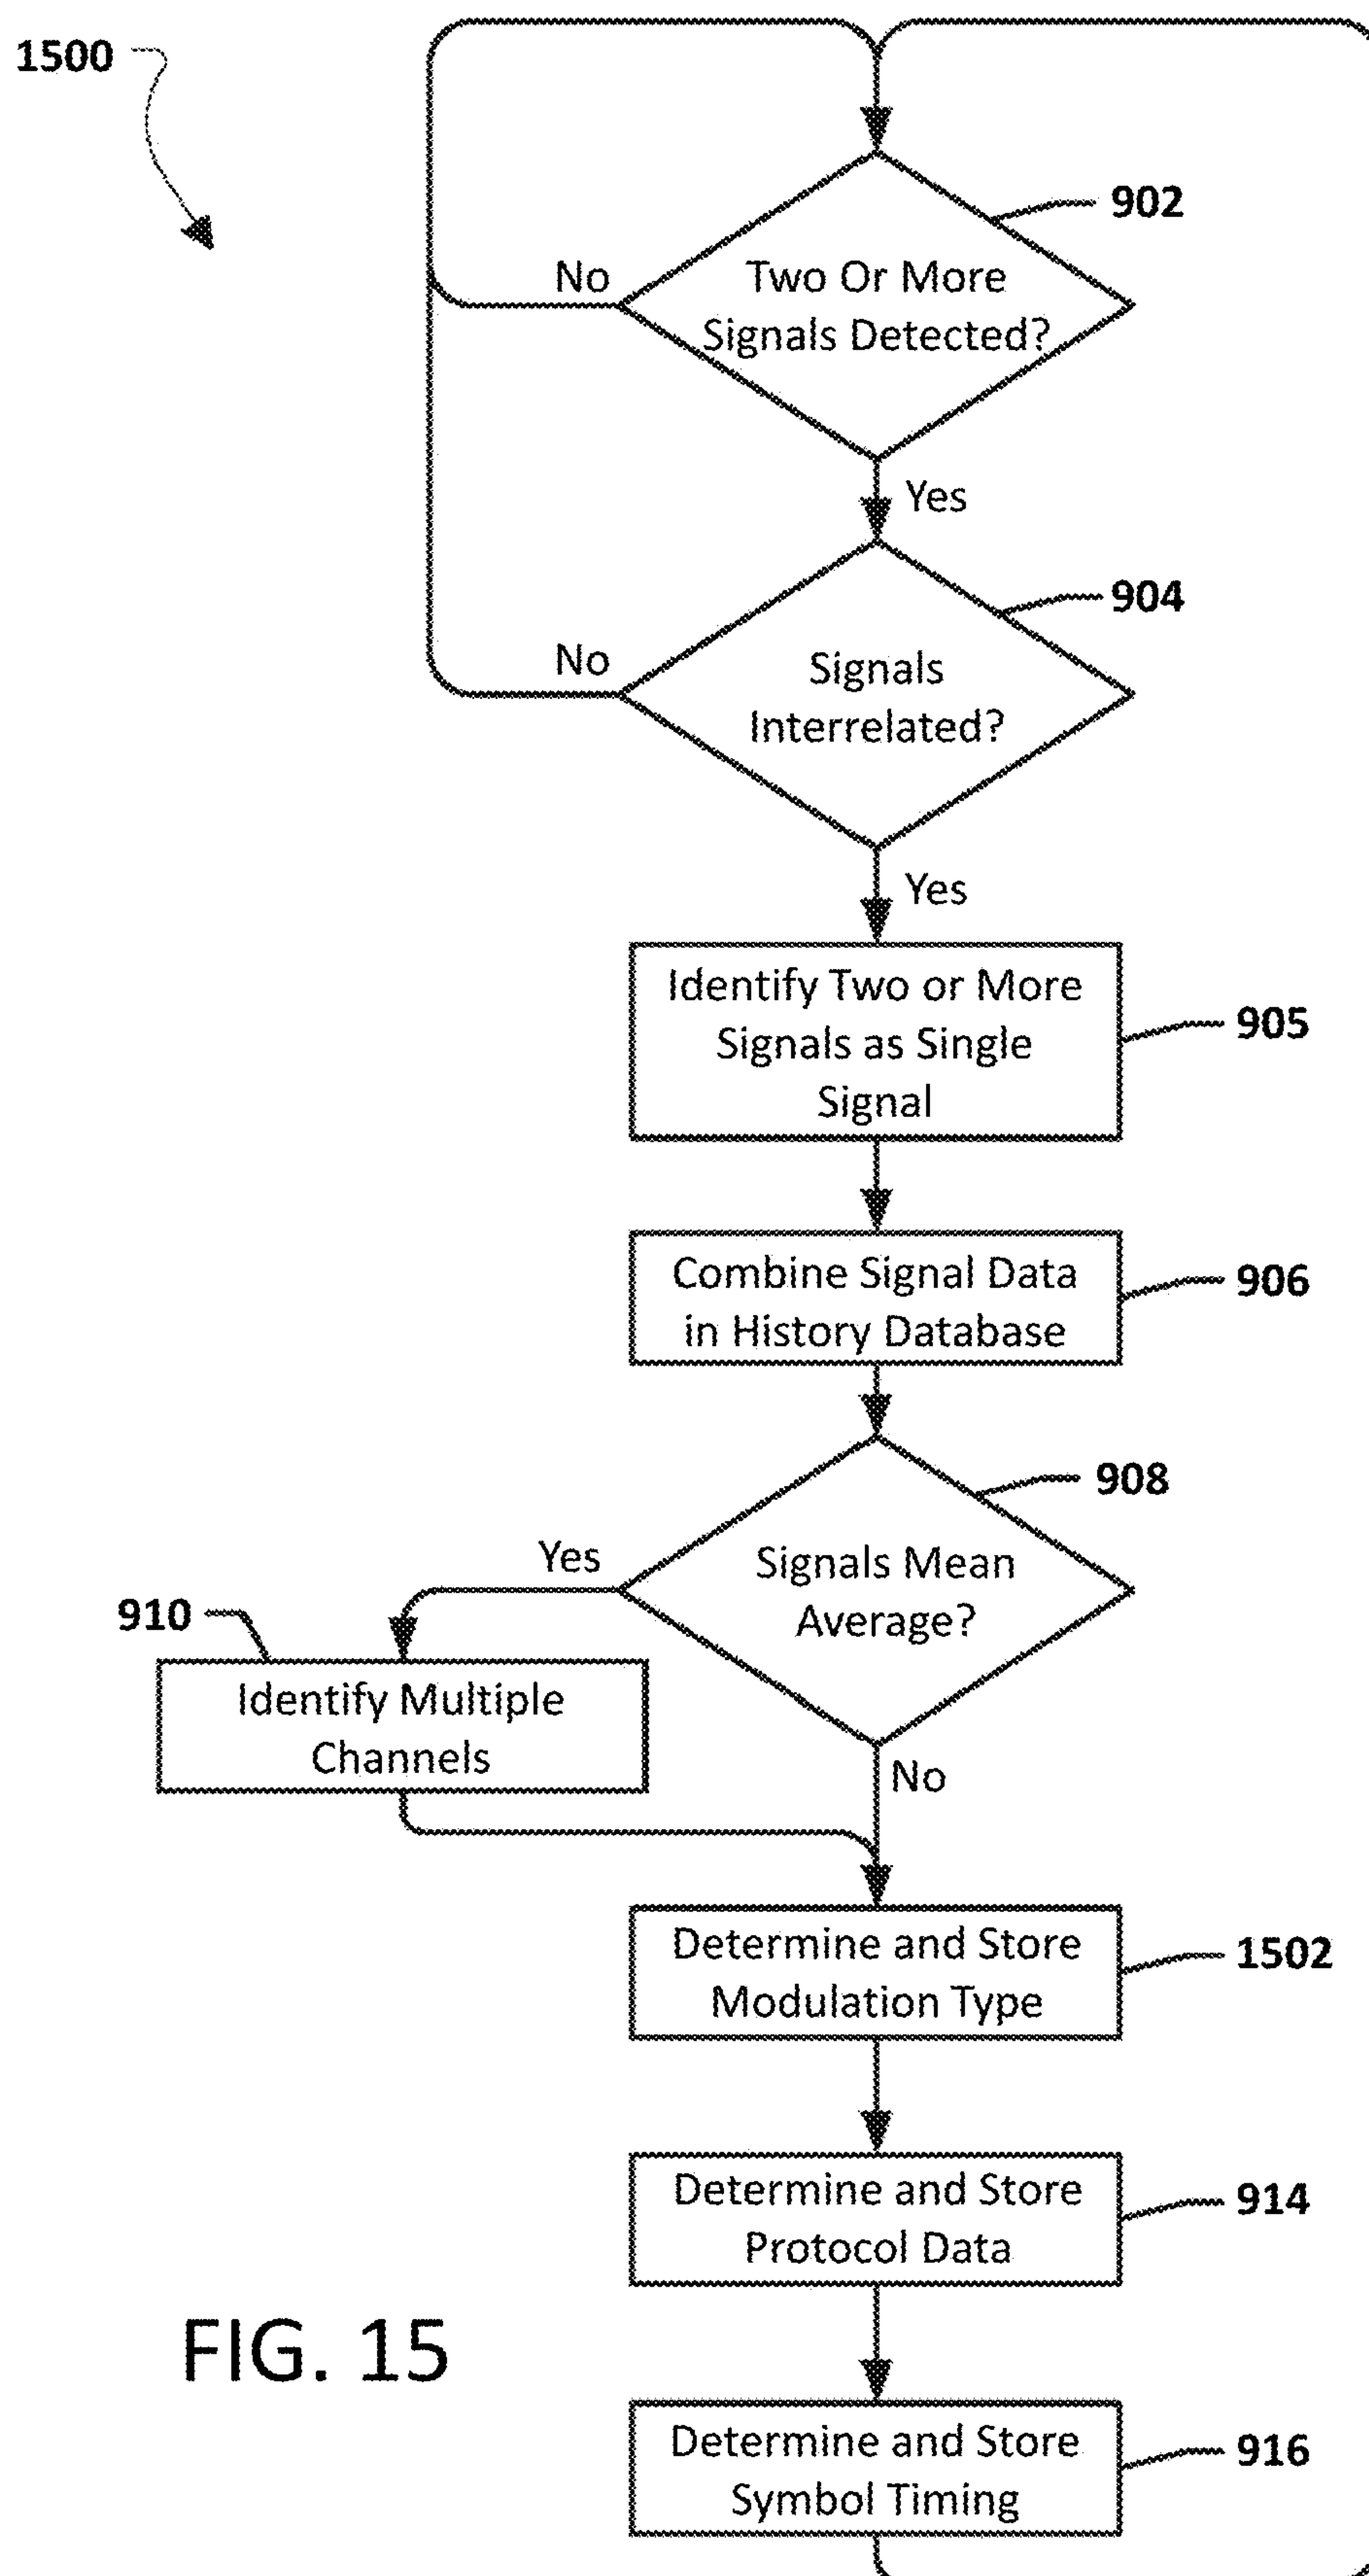 1500
902
No
Two Or More
Signals Detected?
Yes
904
No
Signals
Interrelated?
Yes
Identify Two or More
Signals as Single
Signal
905
Combine Signal Data
in History Database
906
908
Yes
Signals Mean
Average?
910
Identify Multiple
Channels
No
Determine and Store
Modulation Type
1502
Determine and Store
Protocol Data
914
FIG. 15
Determine and Store
Symbol Timing
916